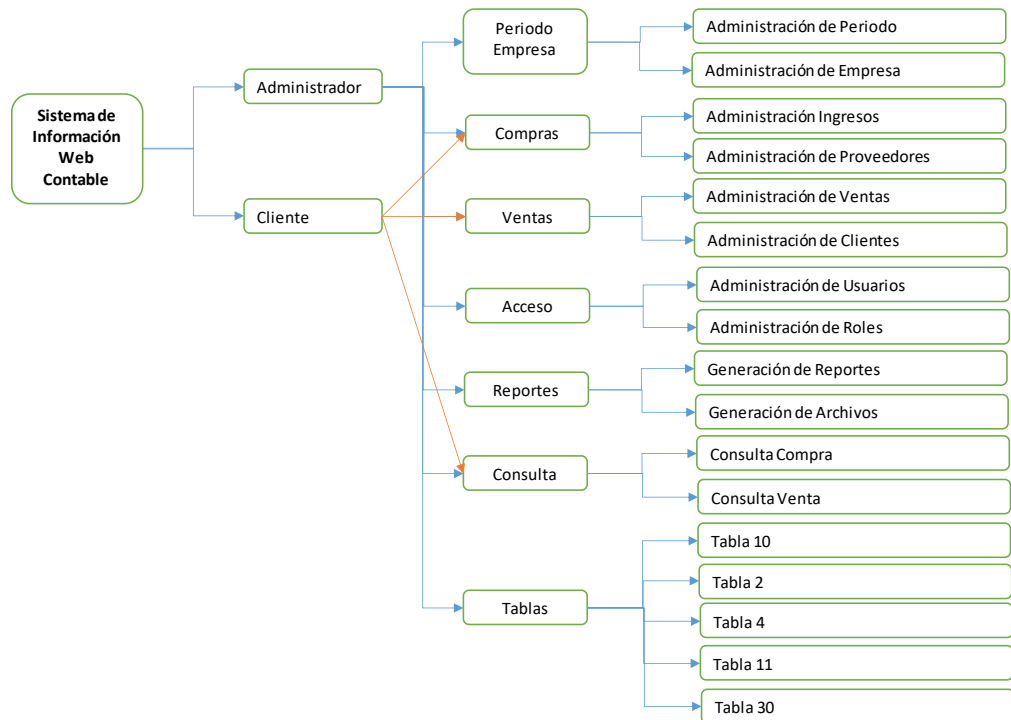 Sistema de
Información
Web
Contable
Administrador
Cliente
Periodo
Empresa
Compras
Ventas
Acceso
Reportes
Consulta
Tablas
Administración de Periodo
Administración de Empresa
Administración Ingresos
Administración de Proveedores
Administración de Ventas
Administración de Clientes
Administración de Usuarios
Administración de Roles
Generación de Reportes
Generación de Archivos
Consulta Compra
Consulta Venta
Tabla 10
Tabla 2
Tabla 4
Tabla 11
Tabla 30